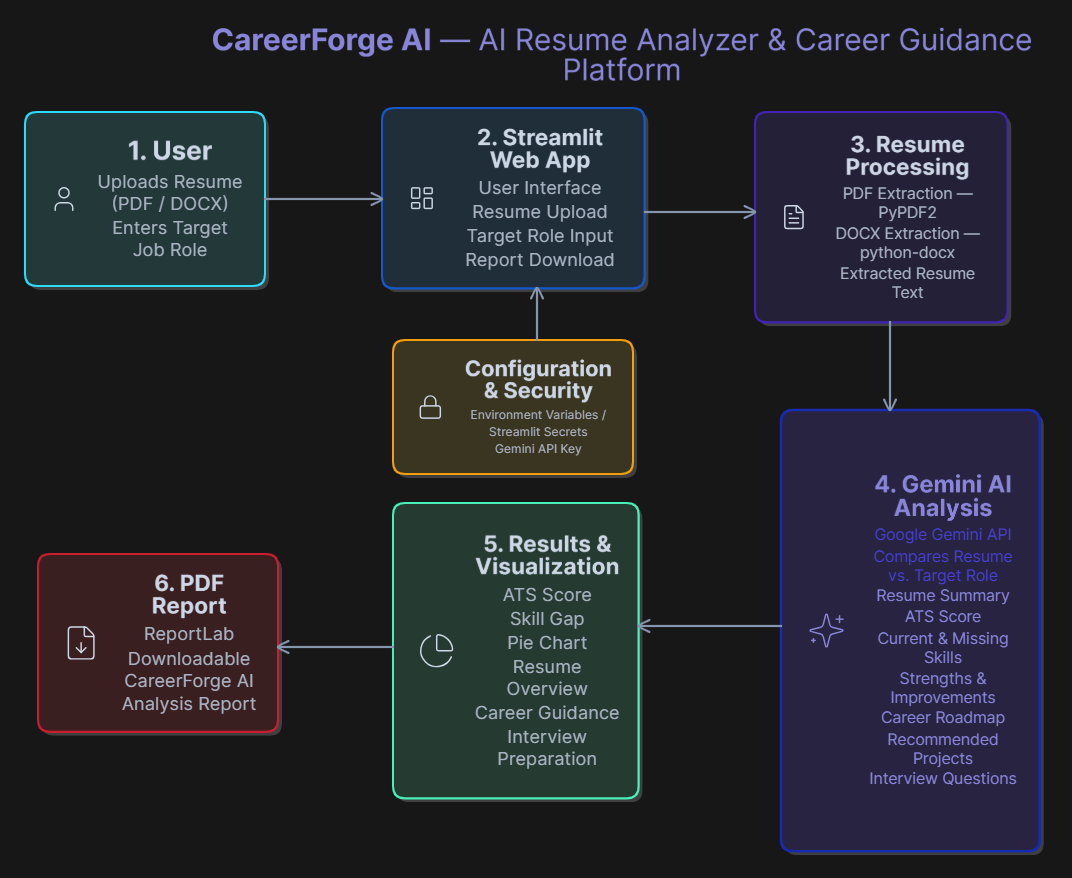 CareerForge AI — AI Resume Analyzer & Career Guidance
Platform
1. User
Uploads Resume
(PDF / DOCX)
Enters Target
Job Role
2. Streamlit
Web App
User Interface
Resume Upload
Target Role Input
Report Download
3. Resume
Processing
PDF Extraction —
PyPDF2
DOCX Extraction —
python-docx
Extracted Resume
Text
Configuration
& Security
Environment Variables /
Streamlit Secrets
Gemini API Key
4. Gemini AI
Analysis
Google Gemini API
Compares Resume
vs. Target Role
Resume Summary
ATS Score
Current & Missing
Skills
Strengths &
Improvements
Career Roadmap
Recommended
Projects
Interview Questions
5. Results &
Visualization
ATS Score
Skill Gap
Pie Chart
Resume
Overview
Career Guidance
Interview
Preparation
6. PDF
Report
ReportLab
Downloadable
CareerForge AI
Analysis Report